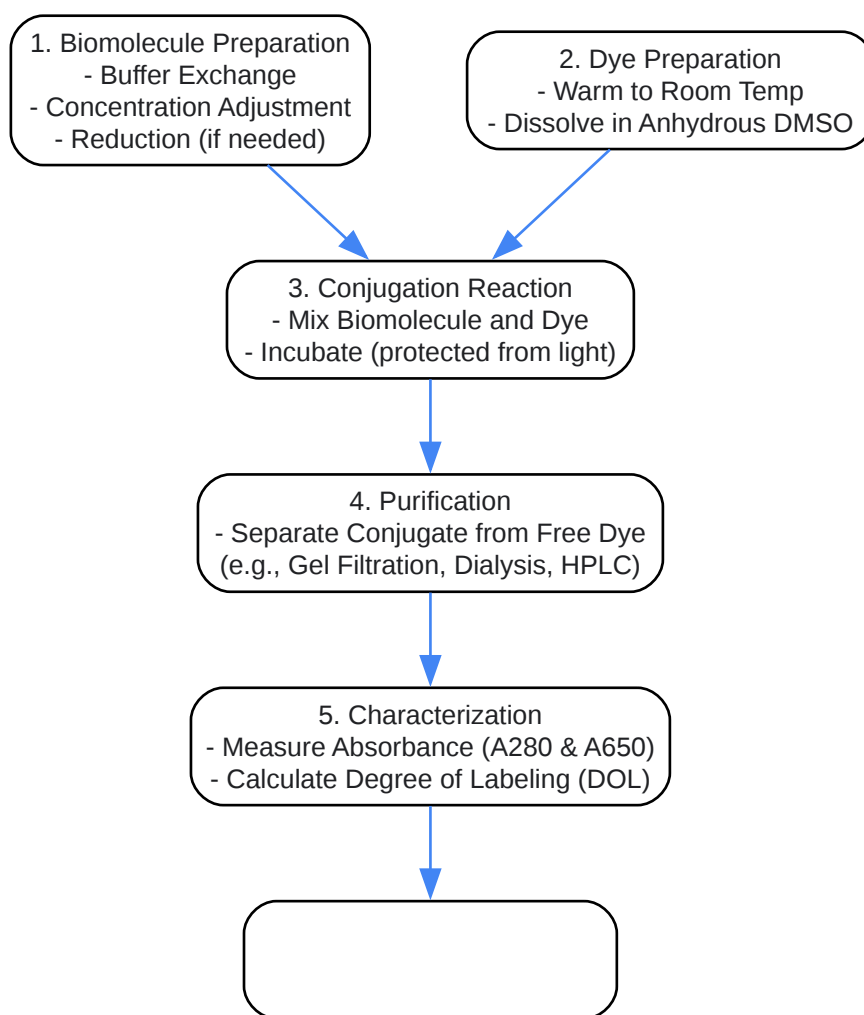 1. Biomolecule Preparation
- Buffer Exchange
- Concentration Adjustment
- Reduction (if needed)
2. Dye Preparation
- Warm to Room Temp
- Dissolve in Anhydrous DMSO
3. Conjugation Reaction
- Mix Biomolecule and Dye
- Incubate (protected from light)
4. Purification
- Separate Conjugate from Free Dye
(e.g., Gel Filtration, Dialysis, HPLC)
5. Characterization
- Measure Absorbance (A280 & A650)
- Calculate Degree of Labeling (DOL)